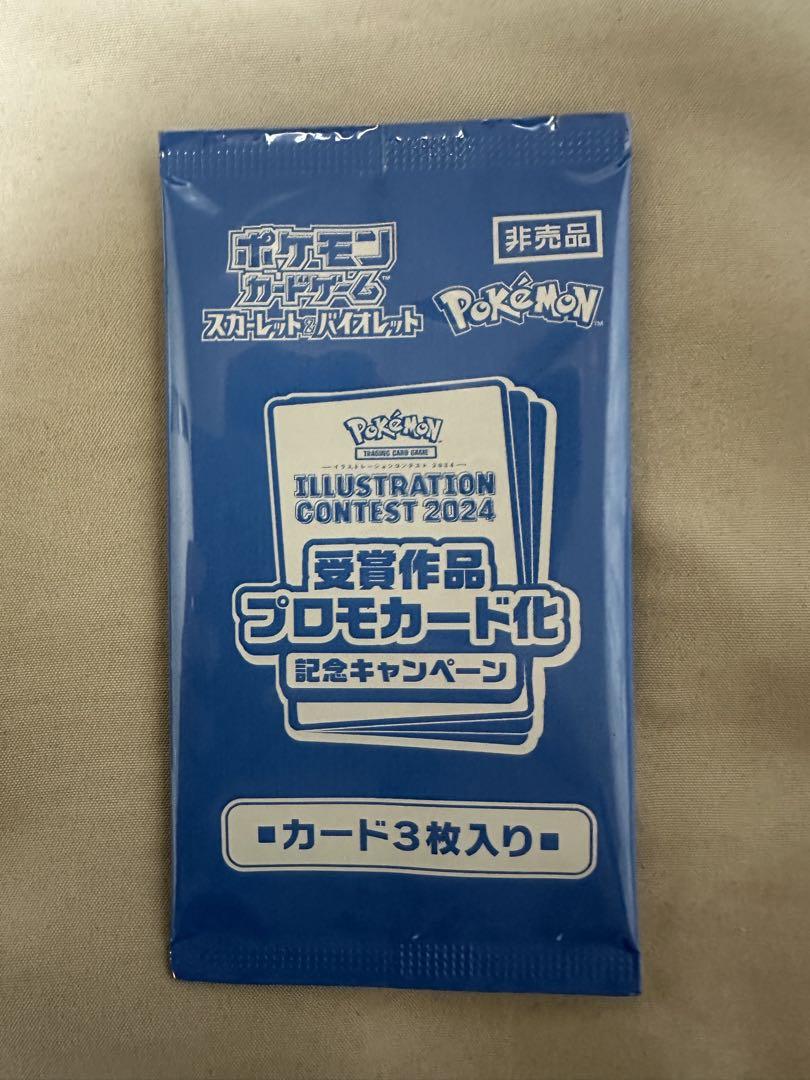 ポケモン
カードゲーム™
スカーレット&バイオレット
非売品
Pokémon™
Pokémon
TRADING CARD GAME
イラストレーションコンテスト 2024
ILLUSTRATION
CONTEST 2024
受賞作品
プロモカード化
記念キャンペーン
■カード3枚入り■